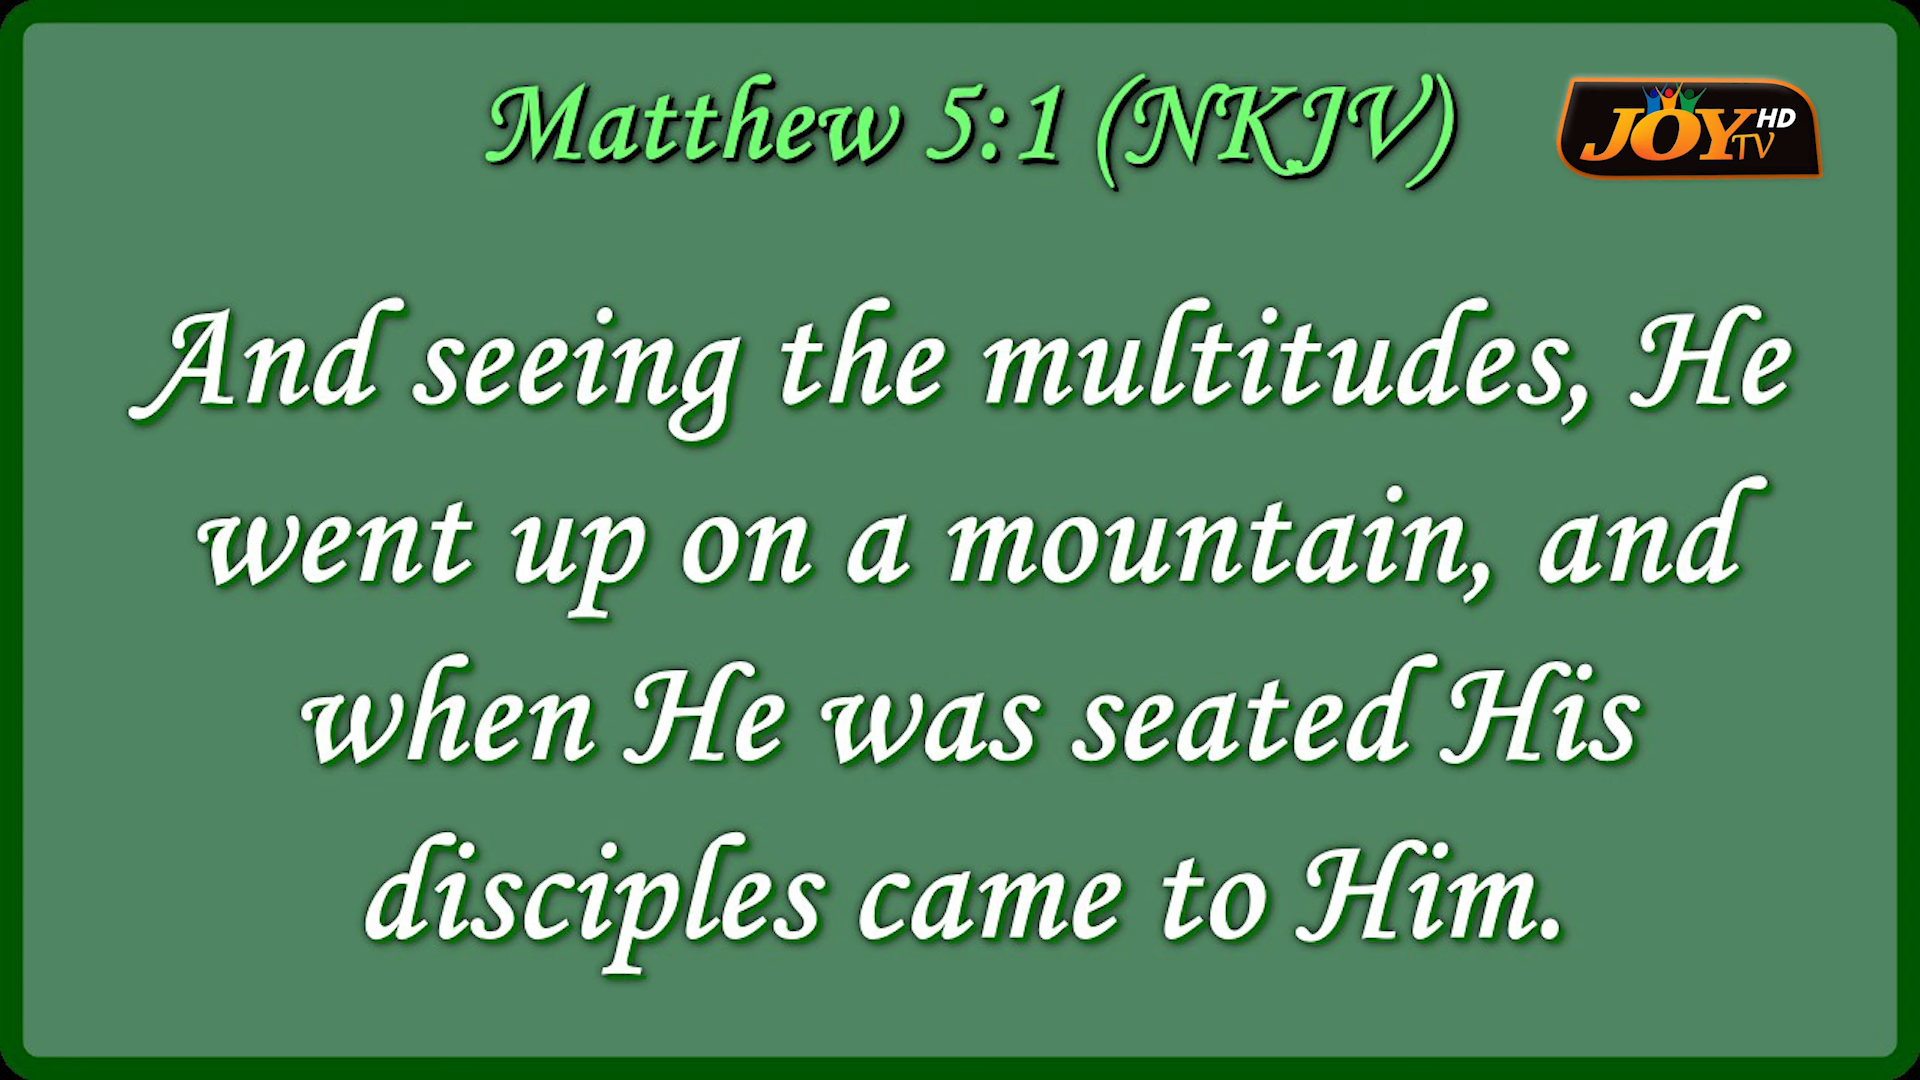 Matthew 5:1 (NKJV)
JOY TV HD
And seeing the multitudes, He
went up on a mountain, and
when He was seated His
disciples came to Him.